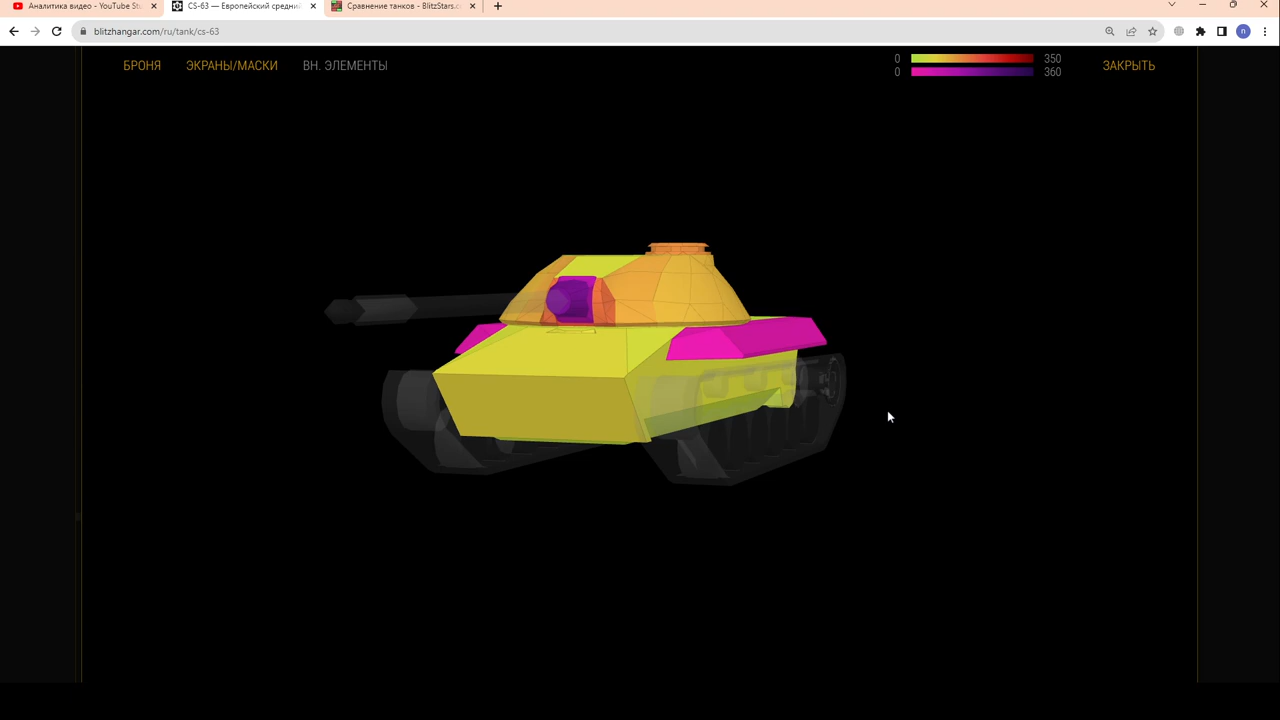 Аналитика видео - YouTube Stu
CS-63 — Европейский средний
Сравнение танков - BlitzStars.c
blitzhangar.com/ru/tank/cs-63
n
БРОНЯ ЭКРАНЫ/МАСКИ ВН. ЭЛЕМЕНТЫ
0 350
0 360
ЗАКРЫТЬ